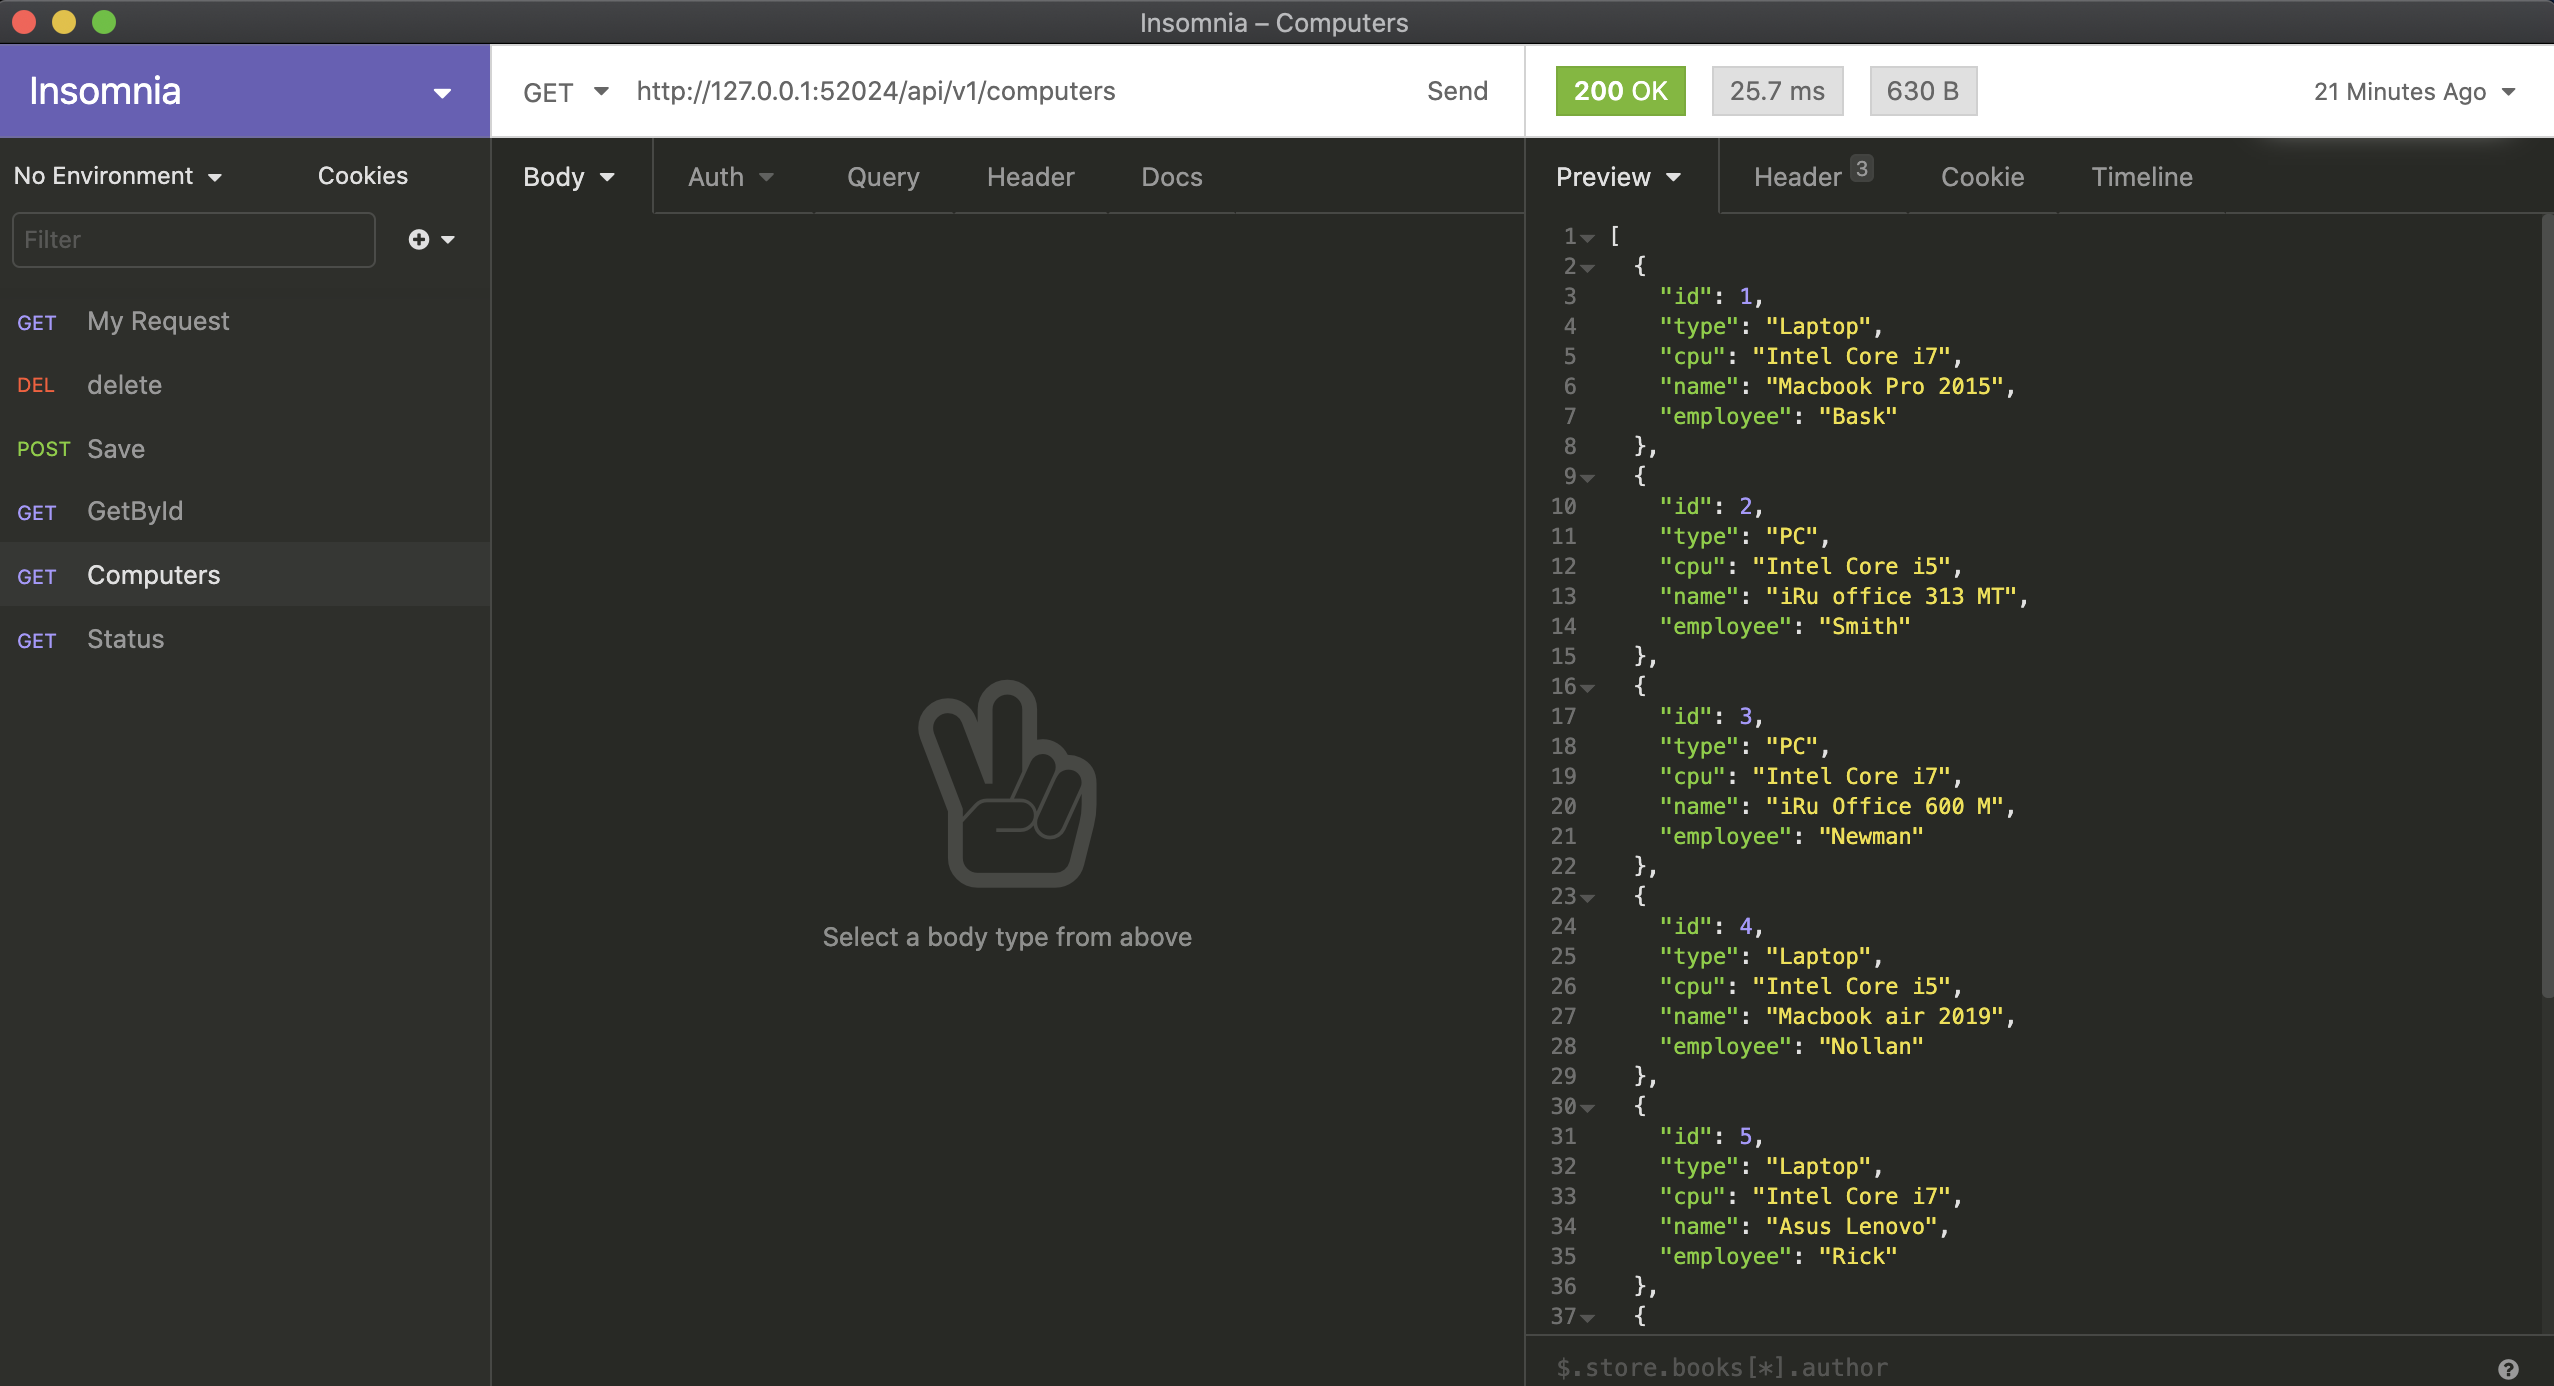 Insomnia – Computers
Insomnia
GET http://127.0.0.1:52024/api/v1/computers Send
200 OK 25.7 ms 630 B 21 Minutes Ago
No Environment Cookies
Filter
GET My Request
DEL delete
POST Save
GET GetById
GET Computers
GET Status
Body Auth Query Header Docs
Select a body type from above
Preview Header 3 Cookie Timeline
1 [
2 {
3 "id": 1,
4 "type": "Laptop",
5 "cpu": "Intel Core i7",
6 "name": "Macbook Pro 2015",
7 "employee": "Bask"
8 },
9 {
10 "id": 2,
11 "type": "PC",
12 "cpu": "Intel Core i5",
13 "name": "iRu office 313 MT",
14 "employee": "Smith"
15 },
16 {
17 "id": 3,
18 "type": "PC",
19 "cpu": "Intel Core i7",
20 "name": "iRu Office 600 M",
21 "employee": "Newman"
22 },
23 {
24 "id": 4,
25 "type": "Laptop",
26 "cpu": "Intel Core i5",
27 "name": "Macbook air 2019",
28 "employee": "Nollan"
29 },
30 {
31 "id": 5,
32 "type": "Laptop",
33 "cpu": "Intel Core i7",
34 "name": "Asus Lenovo",
35 "employee": "Rick"
36 },
37 {
$.store.books[*].author